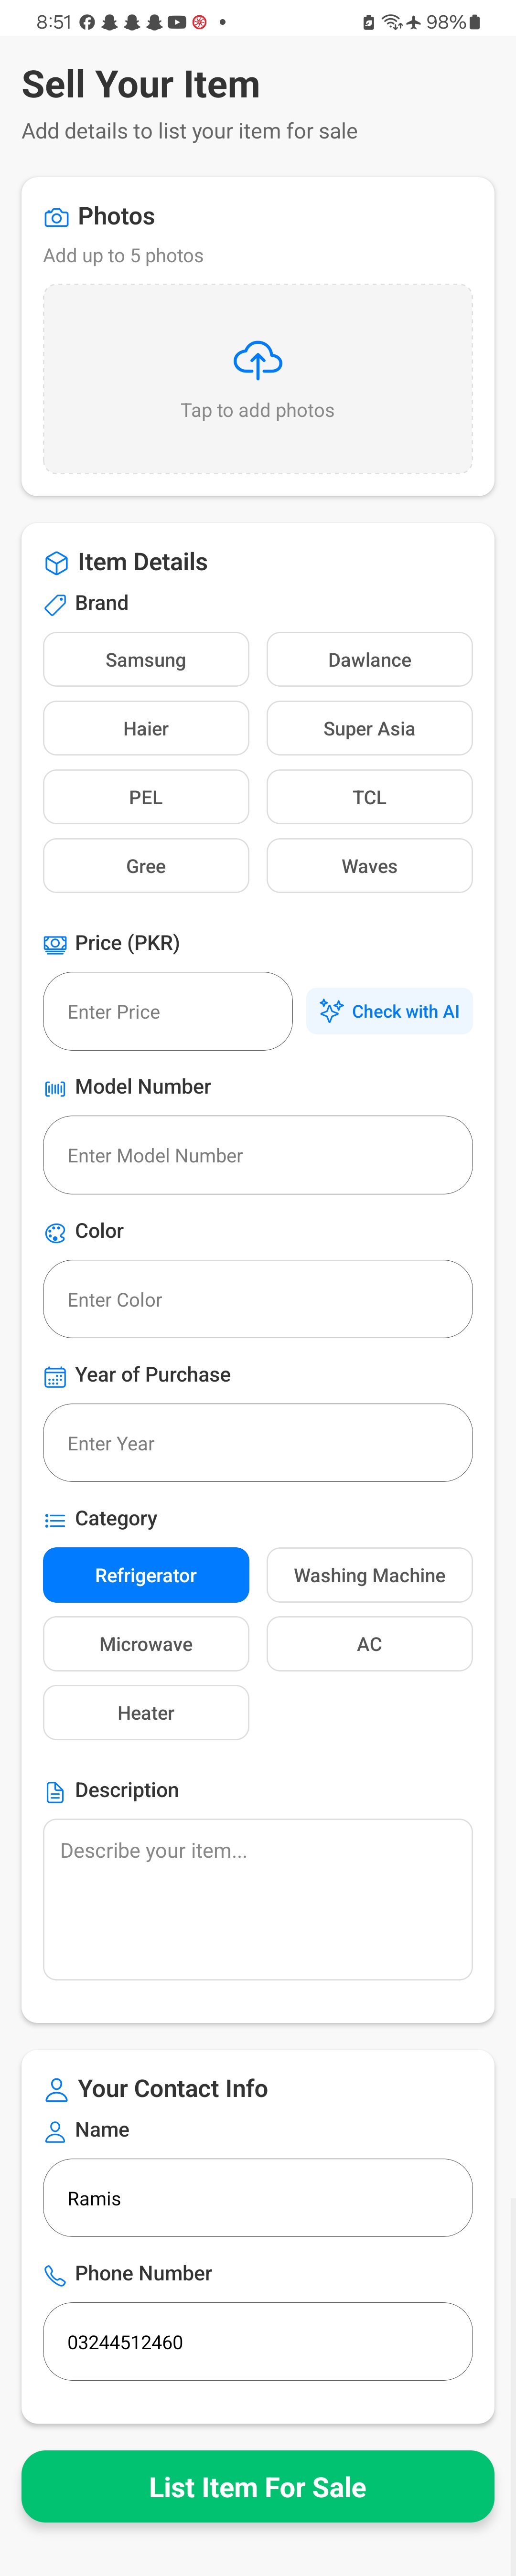 8:51
98%
Sell Your Item
Add details to list your item for sale
Photos
Add up to 5 photos
Tap to add photos
Item Details
Brand
Samsung Dawlance
Haier Super Asia
PEL TCL
Gree Waves
Price (PKR)
Enter Price Check with AI
Model Number
Enter Model Number
Color
Enter Color
Year of Purchase
Enter Year
Category
Refrigerator Washing Machine
Microwave AC
Heater
Description
Describe your item...
Your Contact Info
Name
Ramis
Phone Number
03244512460
List Item For Sale